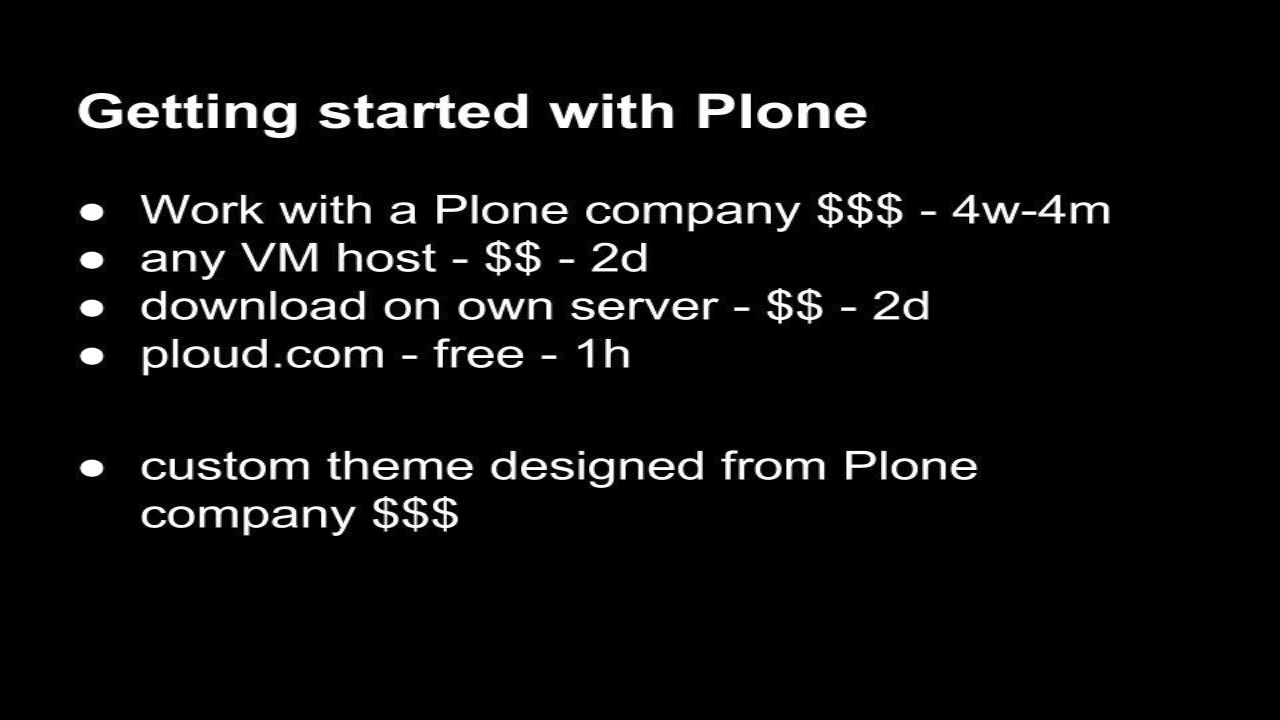 Getting started with Plone
● Work with a Plone company $$$ - 4w-4m
● any VM host - $$ - 2d
● download on own server - $$ - 2d
● ploud.com - free - 1h
● custom theme designed from Plone
company $$$